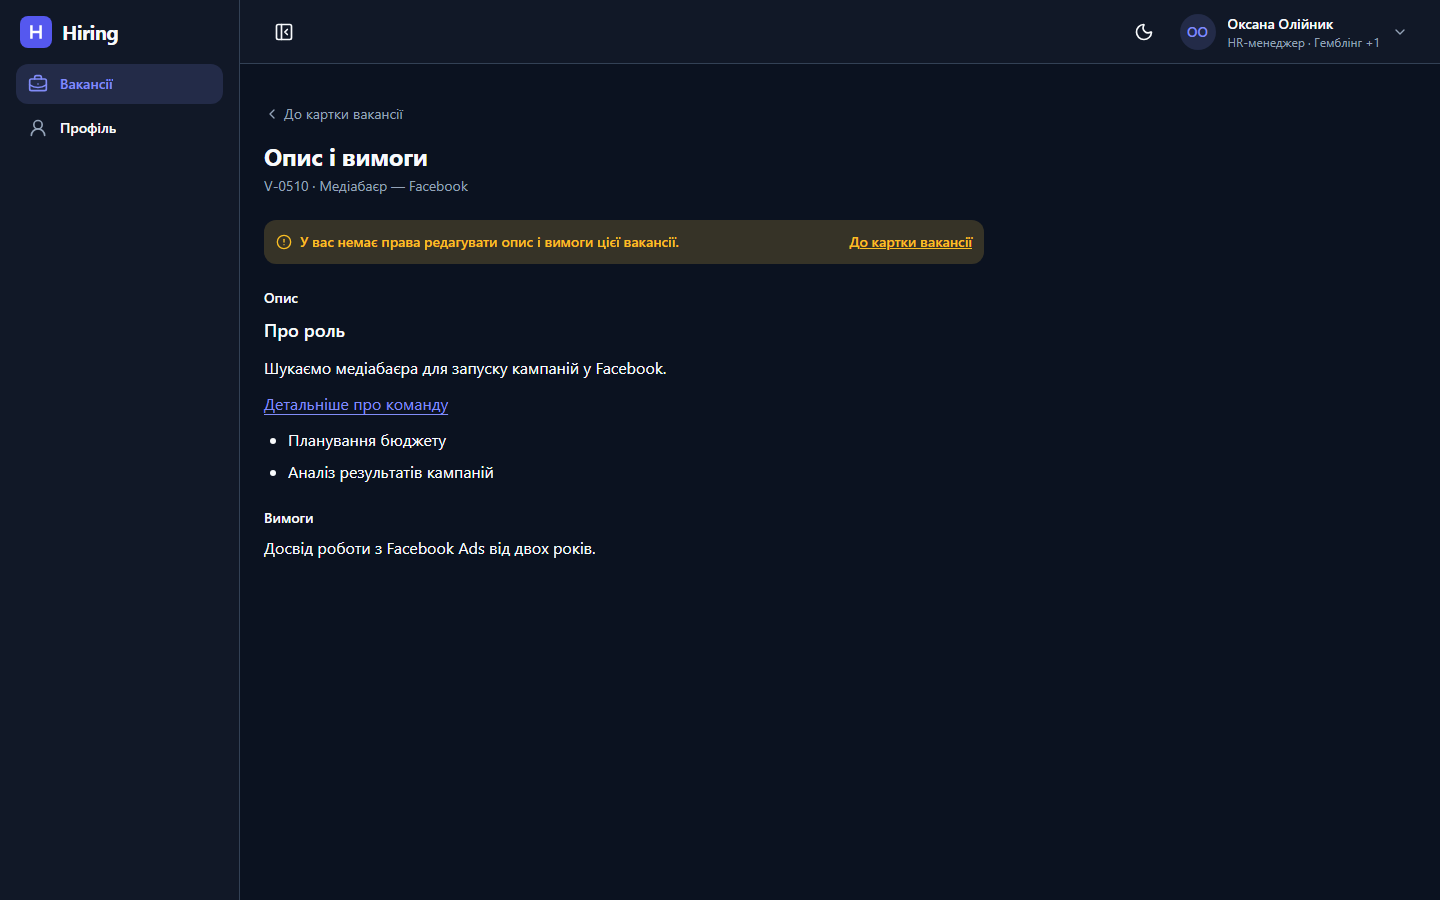 H Hiring
Вакансії
Профіль
ОО
Оксана Олійник
HR-менеджер · Гемблінг +1
До картки вакансії
Опис і вимоги
V-0510 · Медіабаєр — Facebook
У вас немає права редагувати опис і вимоги цієї вакансії.
До картки вакансії
Опис
Про роль
Шукаємо медіабаєра для запуску кампаній у Facebook.
Детальніше про команду
• Планування бюджету
• Аналіз результатів кампаній
Вимоги
Досвід роботи з Facebook Ads від двох років.